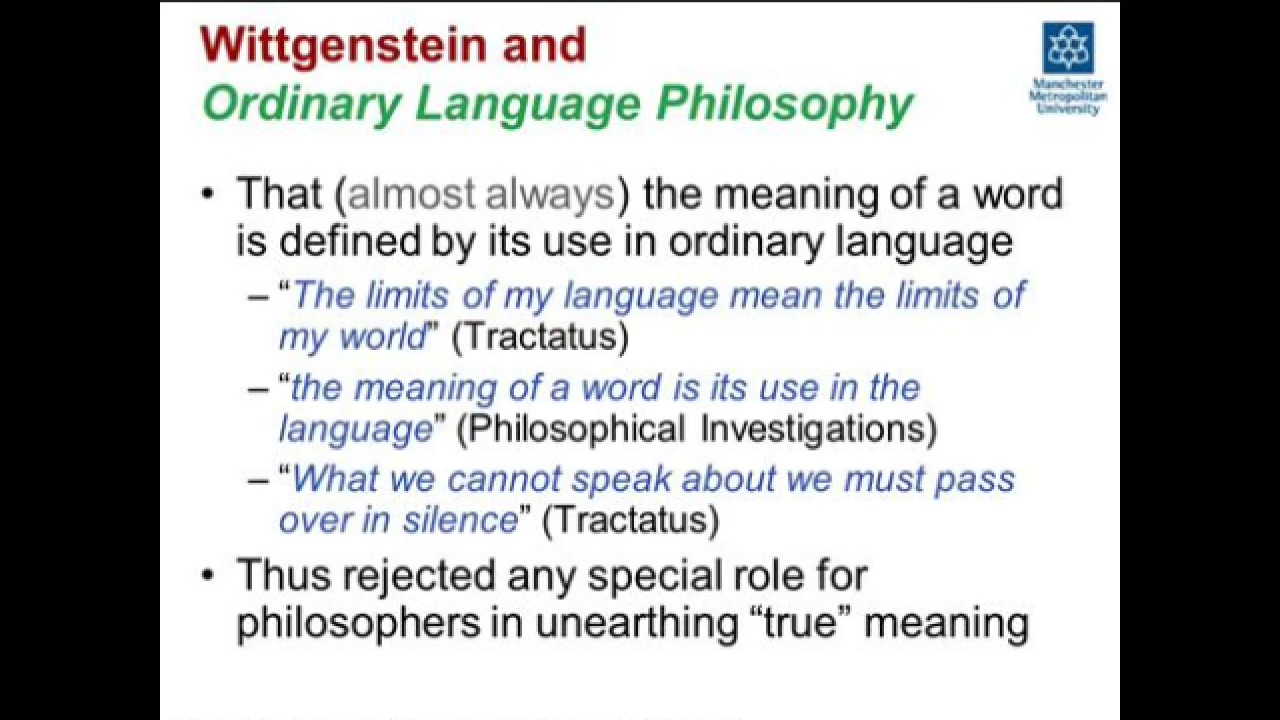 Wittgenstein and
Ordinary Language Philosophy
Manchester
Metropolitan
University
• That (almost always) the meaning of a word
is defined by its use in ordinary language
– “The limits of my language mean the limits of
my world” (Tractatus)
– “the meaning of a word is its use in the
language” (Philosophical Investigations)
– “What we cannot speak about we must pass
over in silence” (Tractatus)
• Thus rejected any special role for
philosophers in unearthing “true” meaning